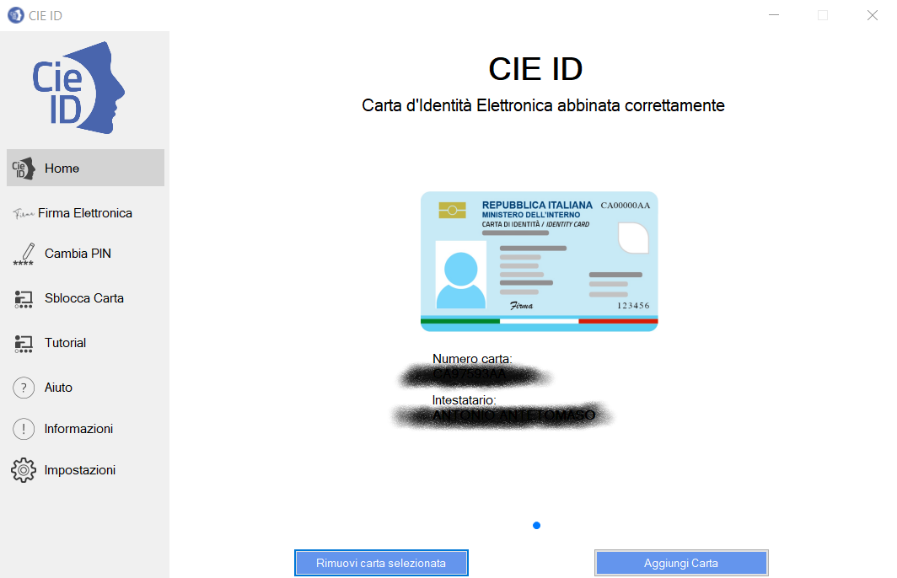 CIE ID
Cie
ID
CIE ID
Carta d'Identità Elettronica abbinata correttamente
Home
Firma Elettronica
Cambia PIN
Sblocca Carta
Tutorial
Aiuto
Informazioni
Impostazioni
REPUBBLICA ITALIANA CA00000AA
MINISTERO DELL'INTERNO
CARTA DI IDENTITÀ / IDENTITY CARD
Firma
123456
Numero carta:
Intestatario:
Rimuovi carta selezionata
Aggiungi Carta